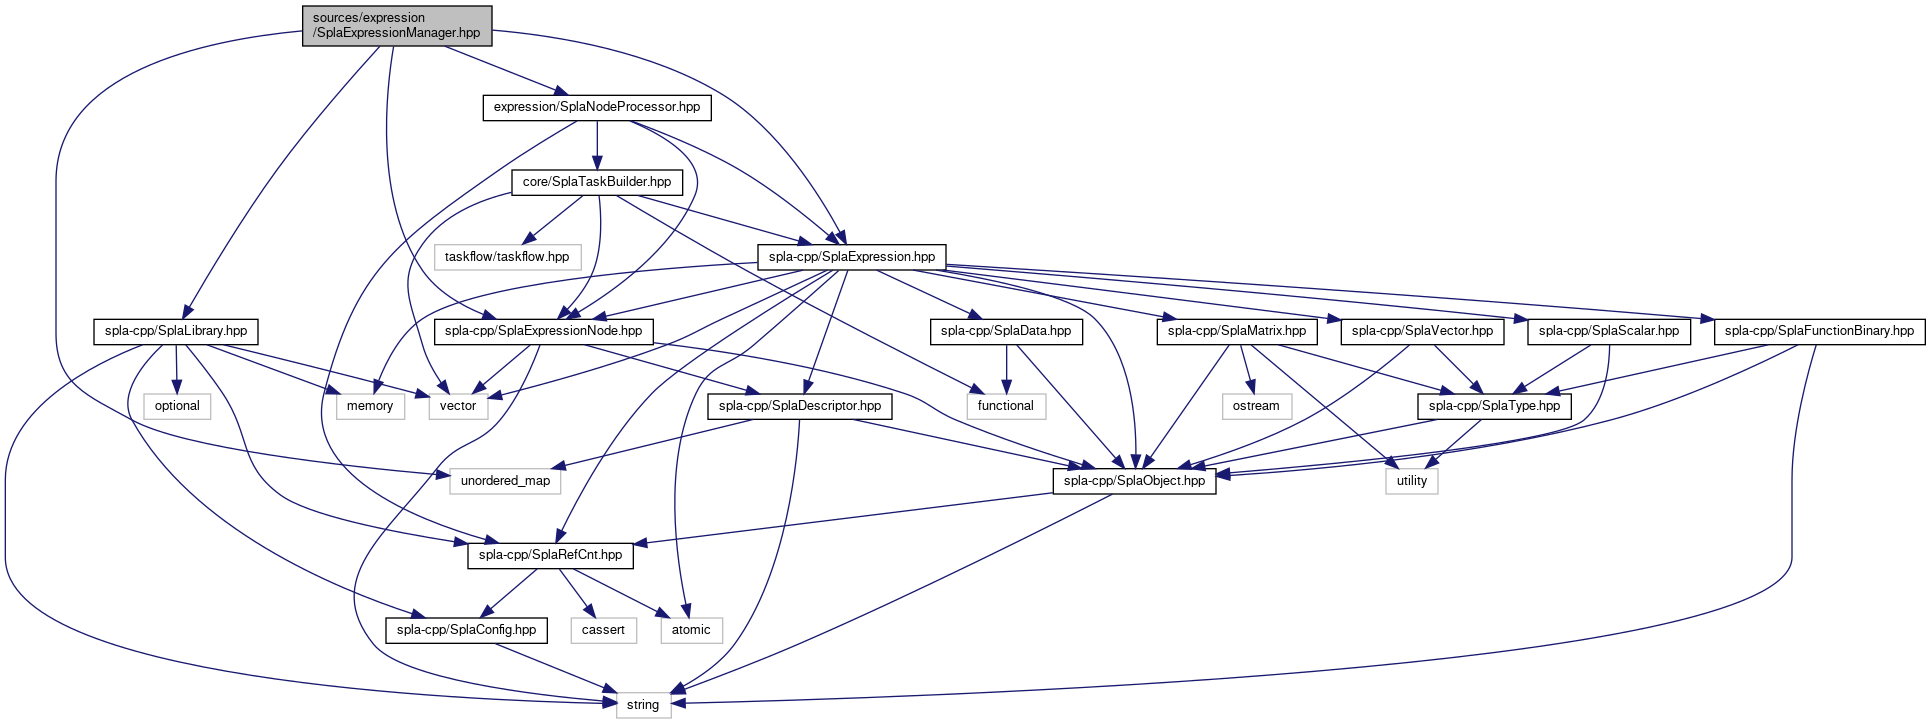 sources/expression
/SplaExpressionManager.hpp
expression/SplaNodeProcessor.hpp
core/SplaTaskBuilder.hpp
taskflow/taskflow.hpp
spla-cpp/SplaExpression.hpp
spla-cpp/SplaLibrary.hpp
spla-cpp/SplaExpressionNode.hpp
spla-cpp/SplaData.hpp
spla-cpp/SplaMatrix.hpp
spla-cpp/SplaVector.hpp
spla-cpp/SplaScalar.hpp
spla-cpp/SplaFunctionBinary.hpp
optional
memory
vector
spla-cpp/SplaDescriptor.hpp
functional
ostream
spla-cpp/SplaType.hpp
unordered_map
spla-cpp/SplaObject.hpp
utility
spla-cpp/SplaRefCnt.hpp
spla-cpp/SplaConfig.hpp
cassert
atomic
string